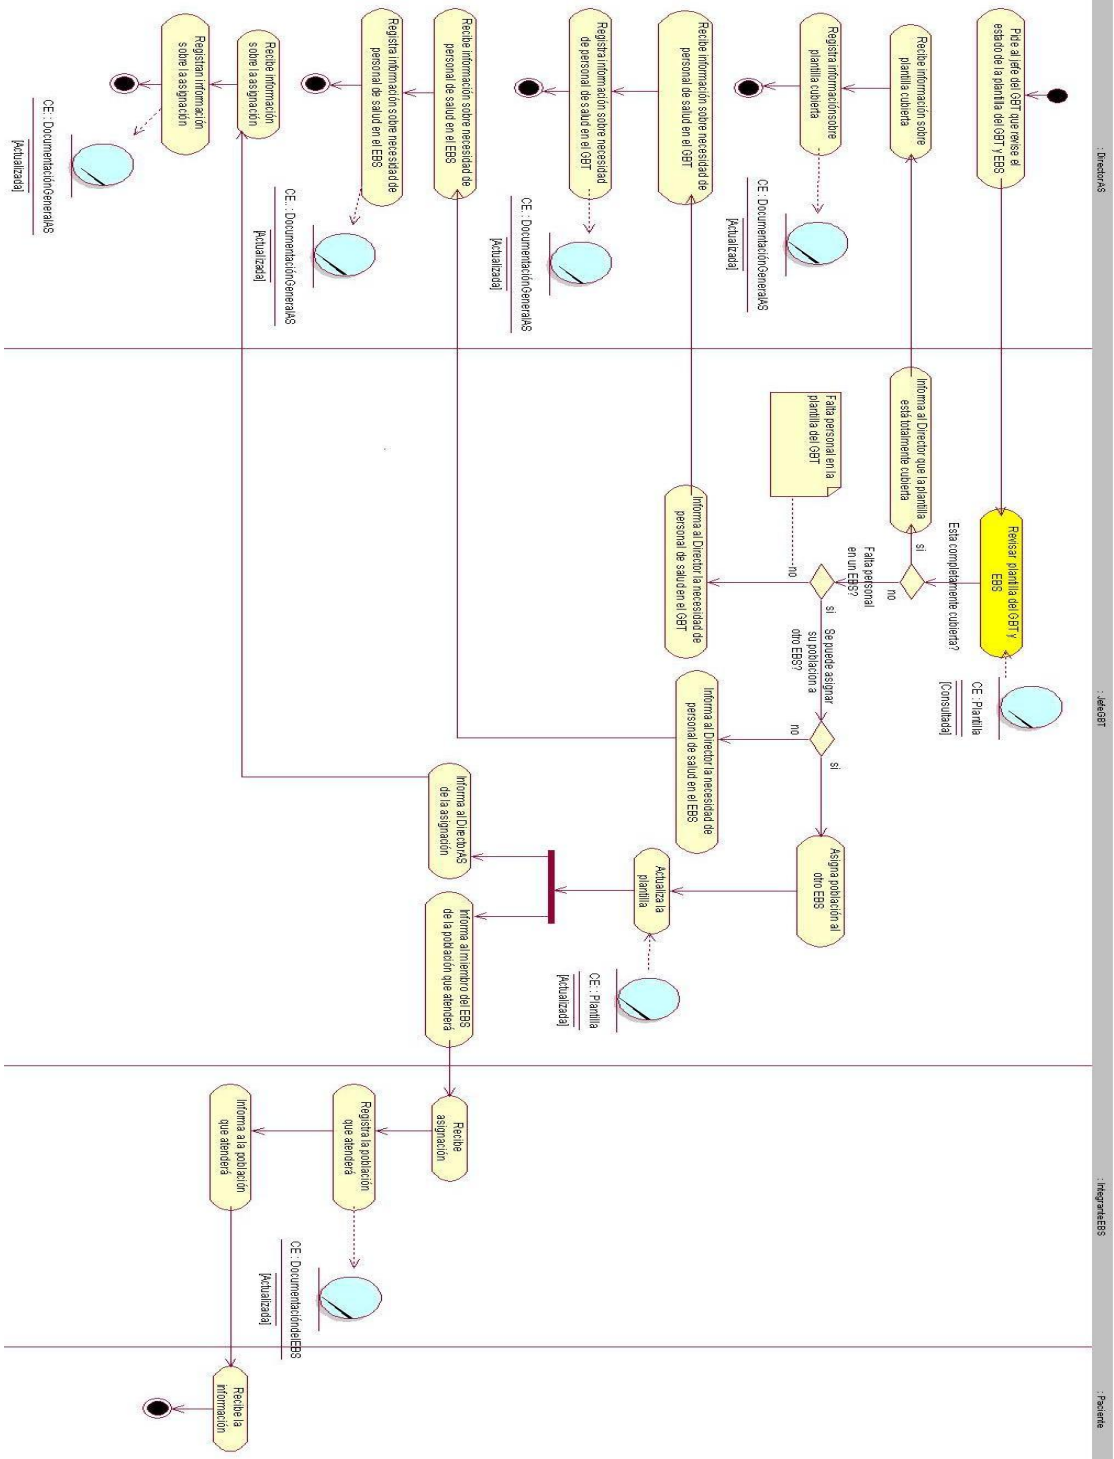 : DirectorAS
: JefeGBT
: IntegranteEBS
: Paciente
Pide al jefe del GBT que revise el
estado de la plantilla del GBT y EBS
Revisar plantilla del GBT y
EBS
CE : Plantilla
[Consultada]
Esta completamente cubierta?
si
no
Informa al Director que la plantilla
está totalmente cubierta
Recibe información sobre
plantilla cubierta
Registra informaciónsobre
plantilla cubierta
CE : DocumentaciónGeneralAS
[Actualizada]
Falta personal
en un EBS?
si
no
Falta personal en la
plantilla del GBT
Se puede asignar
su poblacion a
otro EBS?
si
no
Asigna población al
otro EBS
Informa al Director la necesidad de
personal de salud en el GBT
Recibe información sobre necesidad
de personal de salud en el GBT
Registra información sobre necesidad
de personal de salud en el GBT
CE : DocumentaciónGeneralAS
[Actualizada]
Informa al Director la necesidad de
personal de salud en el EBS
Recibe información sobre necesidad de
personal de salud en el EBS
Registra información sobre necesidad de
personal de salud en el EBS
CE. : DocumentaciónGeneralAS
[Actualizada]
Actualiza la
plantilla
CE: : Plantilla
[Actualizada]
Informa al DirectorAS
de la asignación
Informa al miembro del EBS
de la población que atenderá
Recibe
asignación
Registra la población
que atenderá
CE : DocumentacióndelEBS
[Actualizada]
Recibe información
sobre la asignación
Registran información
sobre la asignación
CE: : DocumentaciónGeneralAS
[Actualizada]
Informa a la población
que atenderá
Recibe la
información